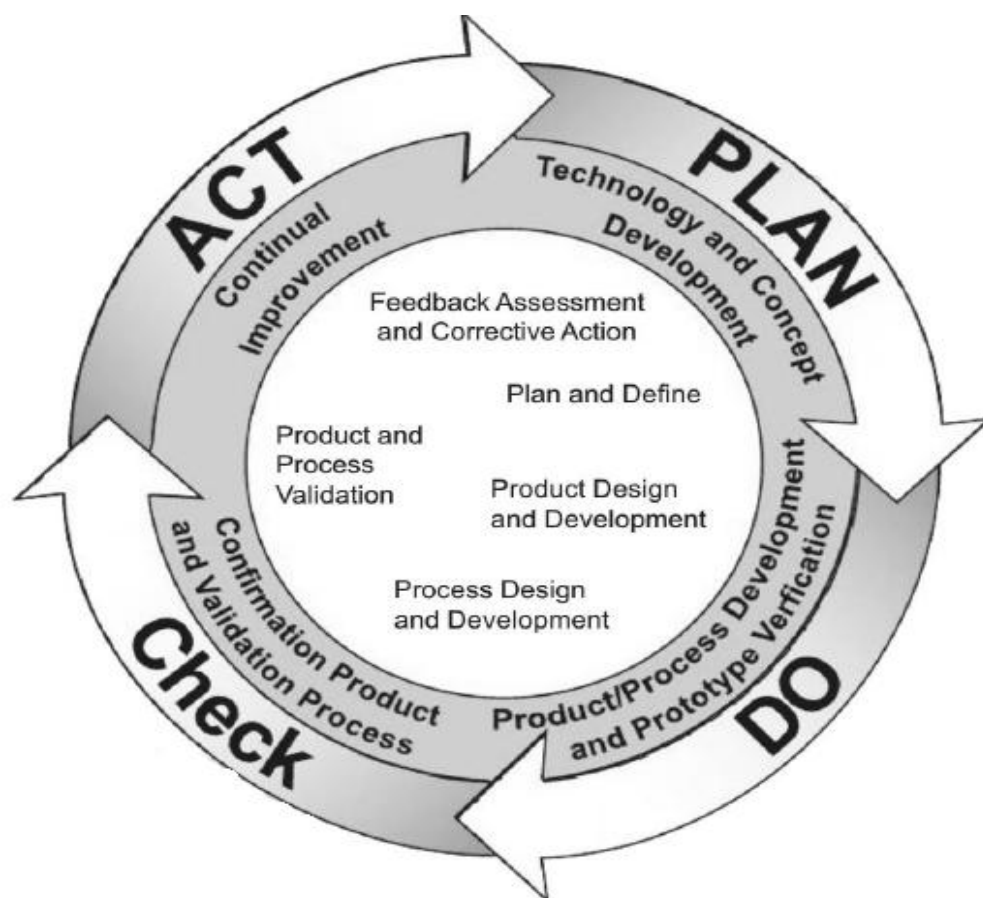 ACT
PLAN
DO
Check
Continual
Improvement
Technology and Concept
Development
Product/Process Development
and Prototype Verfication
Confirmation Product
and Validation Process
Feedback Assessment
and Corrective Action
Plan and Define
Product and
Process
Validation
Product Design
and Development
Process Design
and Development